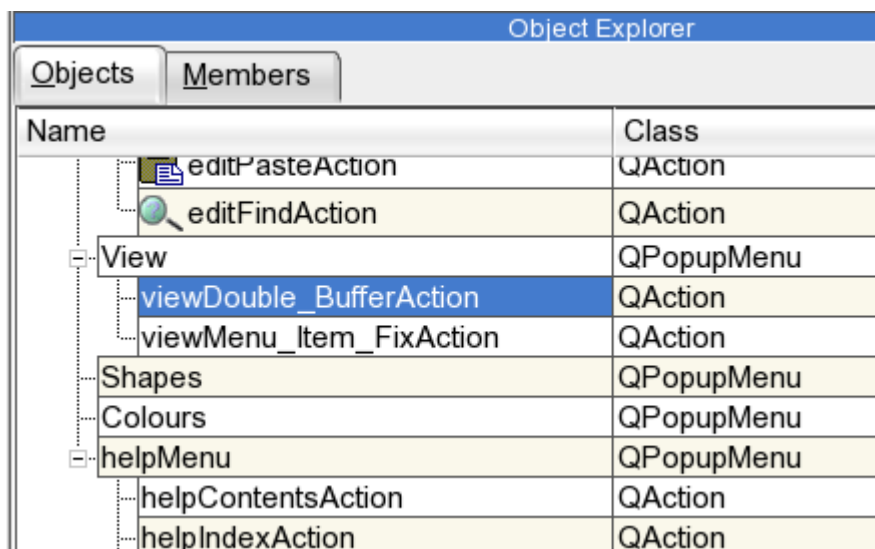 Object Explorer
Objects Members
Name Class
editPasteAction QAction
editFindAction QAction
View QPopupMenu
viewDouble_BufferAction QAction
viewMenu_Item_FixAction QAction
Shapes QPopupMenu
Colours QPopupMenu
helpMenu QPopupMenu
helpContentsAction QAction
helpIndexAction QAction